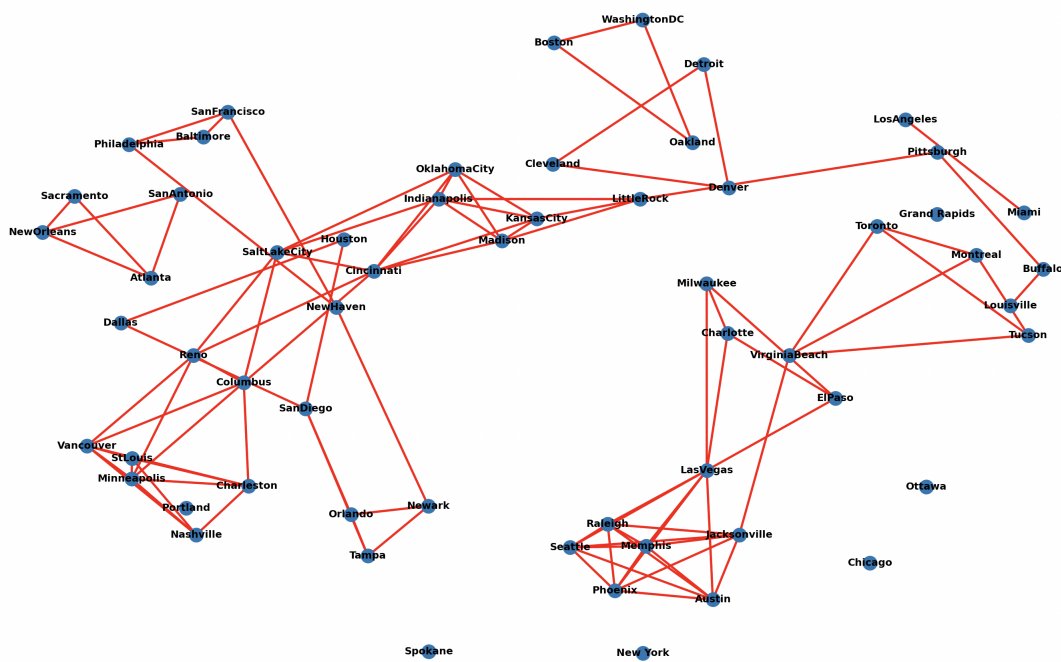 WashingtonDC
Boston
Detroit
SanFrancisco
LosAngeles
Baltimore
Philadelphia
Oakland
Pittsburgh
Cleveland
OklahomaCity
Denver
Sacramento
SanAntonio
Indianapolis
LittleRock
KansasCity
Grand Rapids
Miami
Toronto
NewOrleans
Houston
Madison
SaltLakeCity
Montreal
Cincinnati
Buffalo
Atlanta
Milwaukee
NewHaven
Louisville
Dallas
Charlotte
Tucson
Reno
VirginiaBeach
Columbus
ElPaso
SanDiego
Vancouver
StLouis
LasVegas
Minneapolis
Charleston
Ottawa
Portland
Newark
Orlando
Raleigh
Nashville
Jacksonville
Seattle
Memphis
Tampa
Chicago
Phoenix
Austin
Spokane
New York